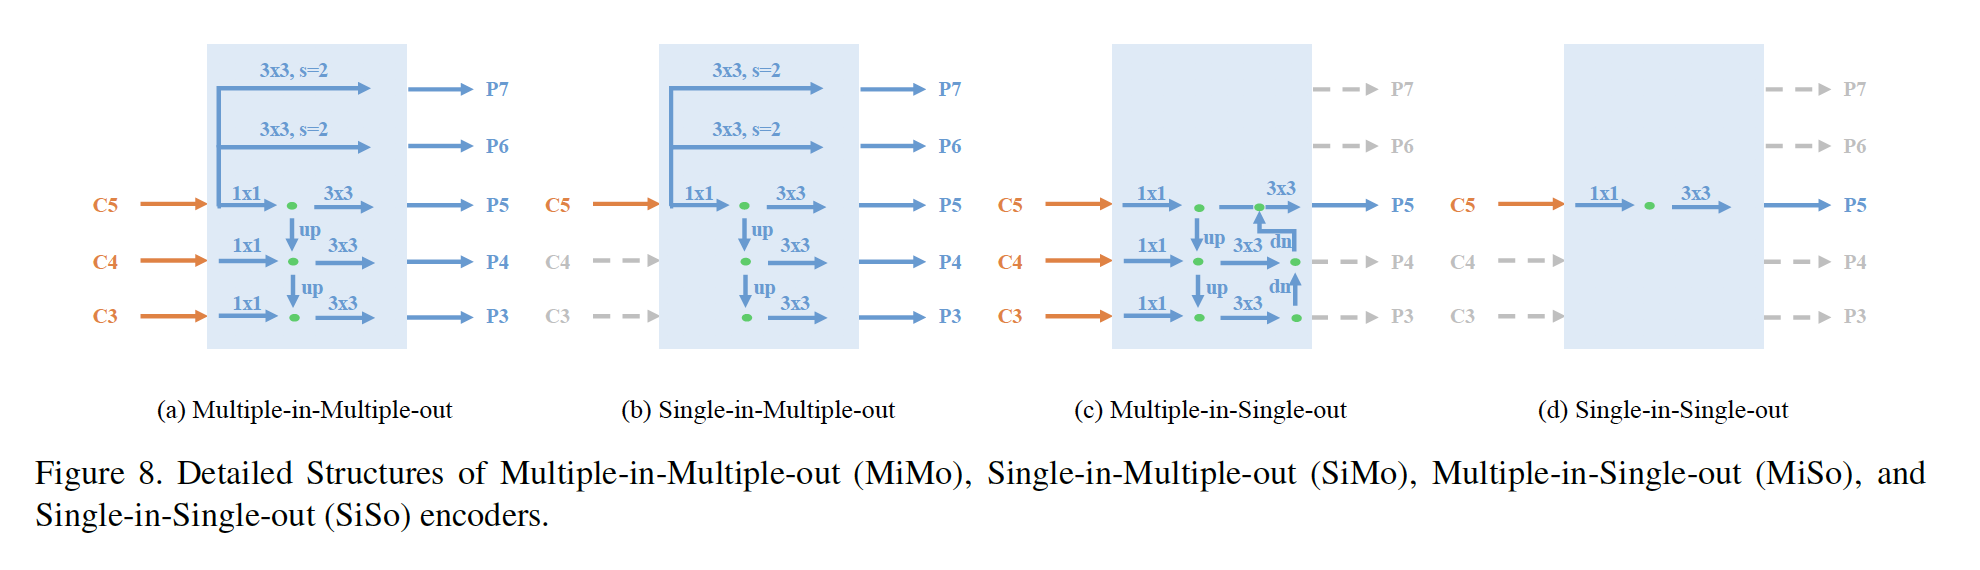 3x3, s=2
P7
3x3, s=2
P6
C5
1x1
3x3
P5
up
C4
1x1
3x3
P4
up
C3
1x1
3x3
P3
(a) Multiple-in-Multiple-out
3x3, s=2
P7
3x3, s=2
P6
C5
1x1
3x3
P5
up
C4
3x3
P4
up
C3
3x3
P3
(b) Single-in-Multiple-out
P7
P6
C5
1x1
3x3
P5
up
dn
C4
1x1
3x3
P4
up
dn
C3
1x1
3x3
P3
(c) Multiple-in-Single-out
P7
P6
C5
1x1
3x3
P5
C4
P4
C3
P3
(d) Single-in-Single-out
Figure 8. Detailed Structures of Multiple-in-Multiple-out (MiMo), Single-in-Multiple-out (SiMo), Multiple-in-Single-out (MiSo), and
Single-in-Single-out (SiSo) encoders.